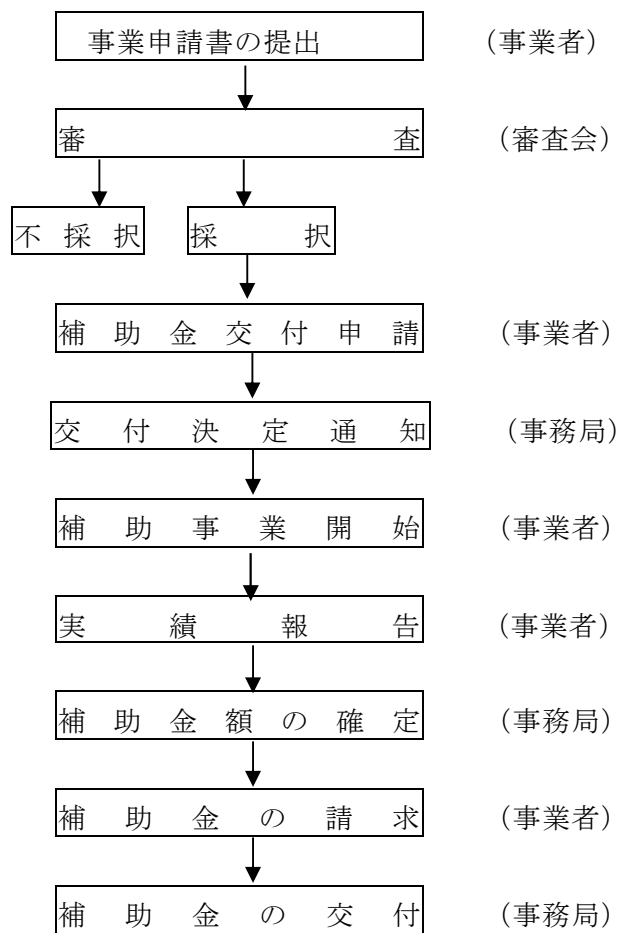 事業申請書の提出 (事業者)
審査 (審査会)
不採択 採択
補助金交付申請 (事業者)
交付決定通知 (事務局)
補助事業開始 (事業者)
実績報告 (事業者)
補助金額の確定 (事務局)
補助金の請求 (事業者)
補助金の交付 (事務局)